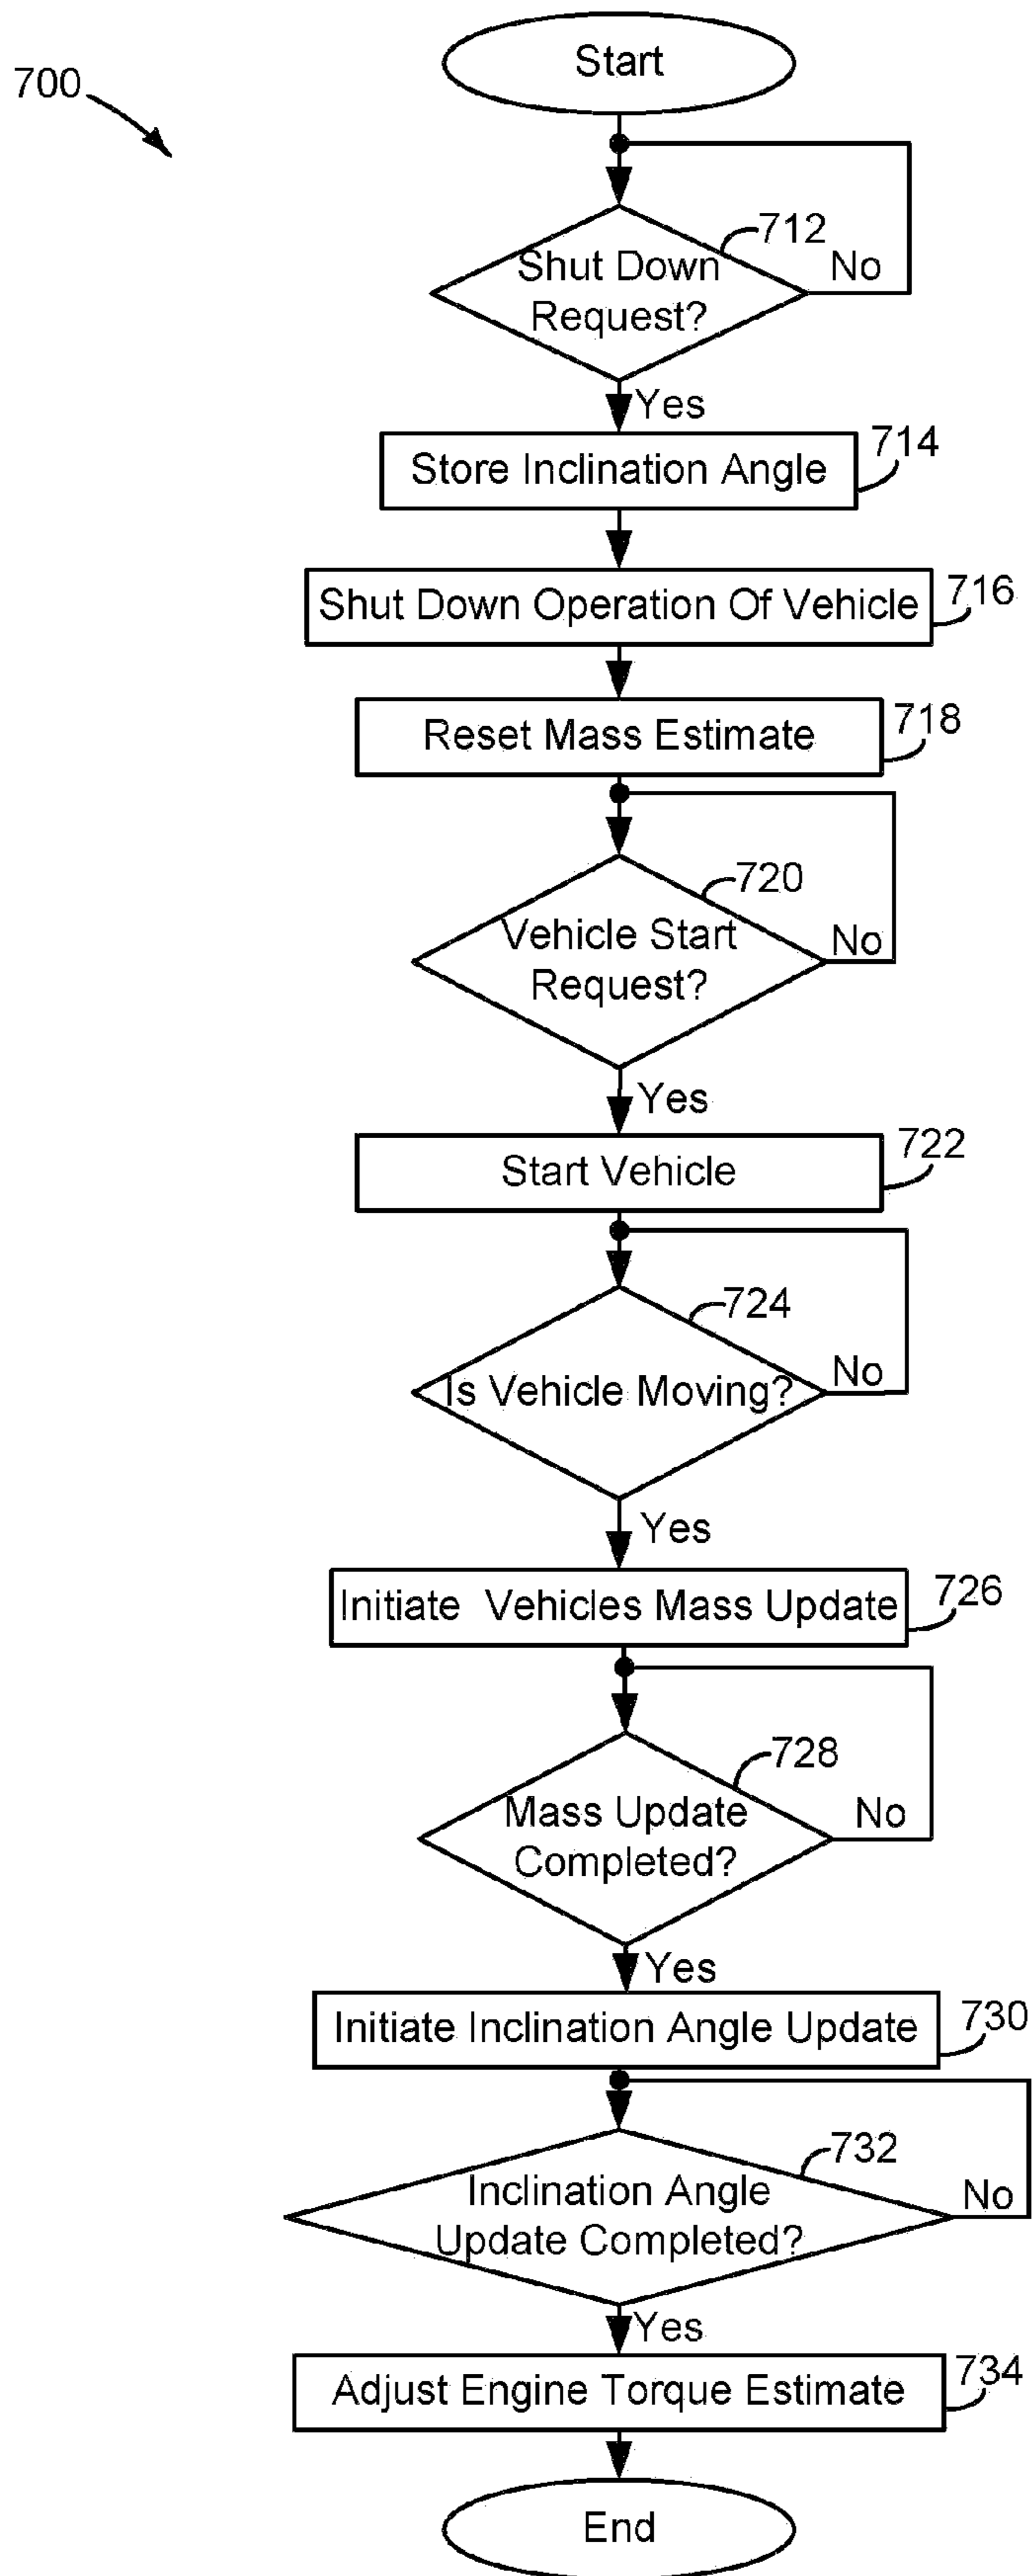 700
Start
712
Shut Down
Request?
No
Yes
Store Inclination Angle
714
Shut Down Operation Of Vehicle
716
Reset Mass Estimate
718
720
Vehicle Start
Request?
No
Yes
Start Vehicle
722
724
Is Vehicle Moving?
No
Yes
Initiate Vehicles Mass Update
726
728
Mass Update
Completed?
No
Yes
Initiate Inclination Angle Update
730
732
Inclination Angle
Update Completed?
No
Yes
Adjust Engine Torque Estimate
734
End